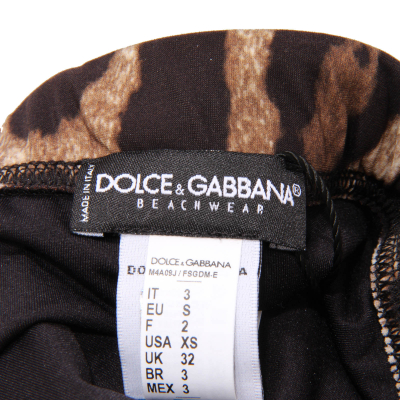 MADE IN ITALY
DOLCE & GABBANA®
BEACHWEAR
DOLCE & GABBANA
M4A09J / FSGDM-E
IT 3
EU S
F 2
USA XS
UK 32
BR 3
MEX 3